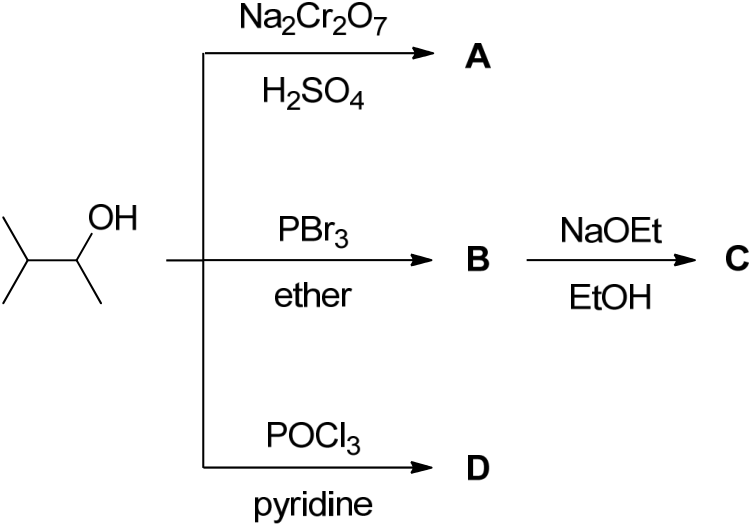 Na₂Cr₂O₇
A
H₂SO₄
OH
PBr₃
B
NaOEt
C
ether
EtOH
POCl₃
D
pyridine